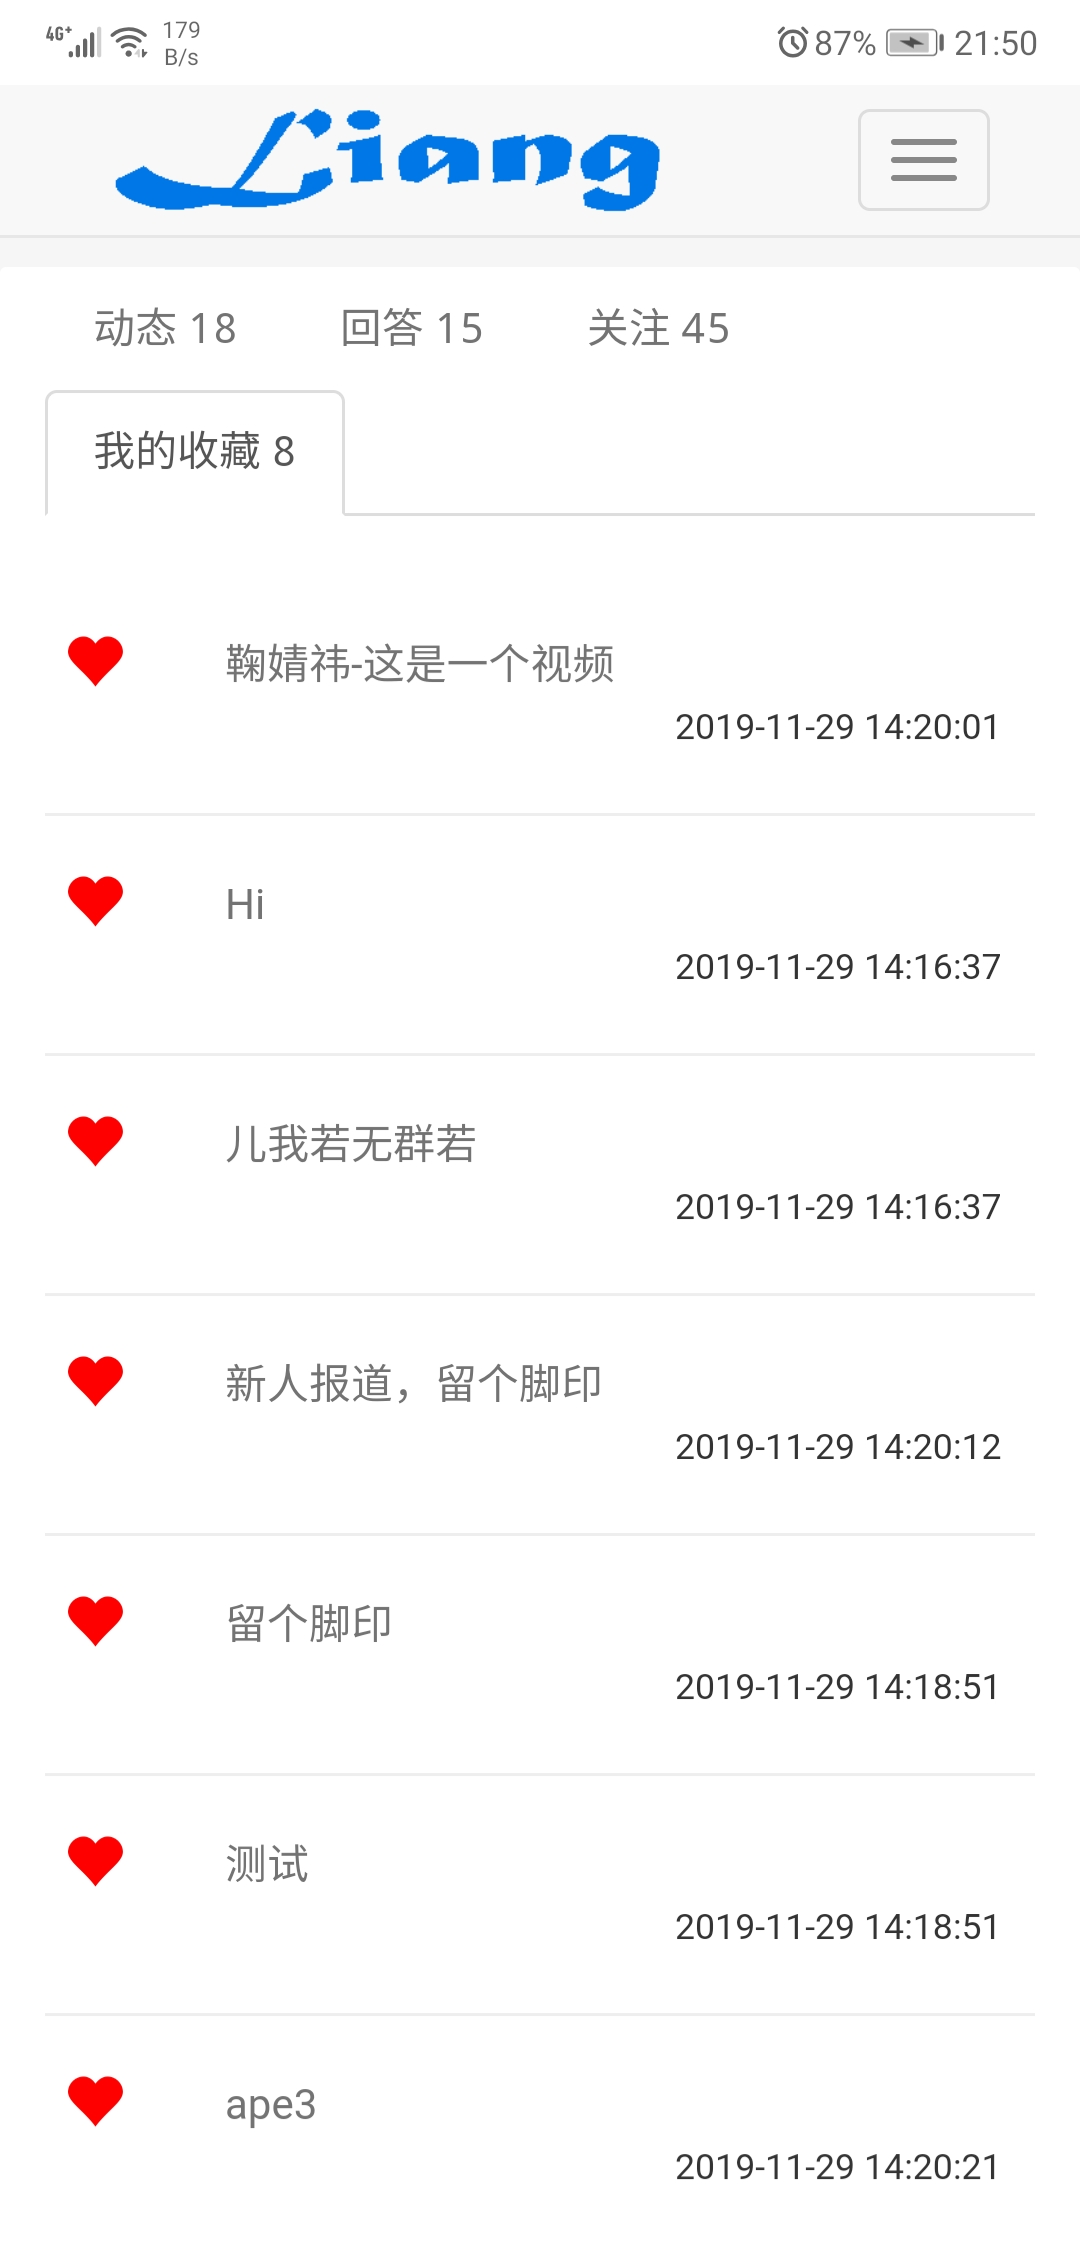 4G+ 179 B/s 87% 21:50
Liang
动态 18 回答 15 关注 45
我的收藏 8
鞠婧祎-这是一个视频
2019-11-29 14:20:01
Hi
2019-11-29 14:16:37
儿我若无群若
2019-11-29 14:16:37
新人报道，留个脚印
2019-11-29 14:20:12
留个脚印
2019-11-29 14:18:51
测试
2019-11-29 14:18:51
ape3
2019-11-29 14:20:21